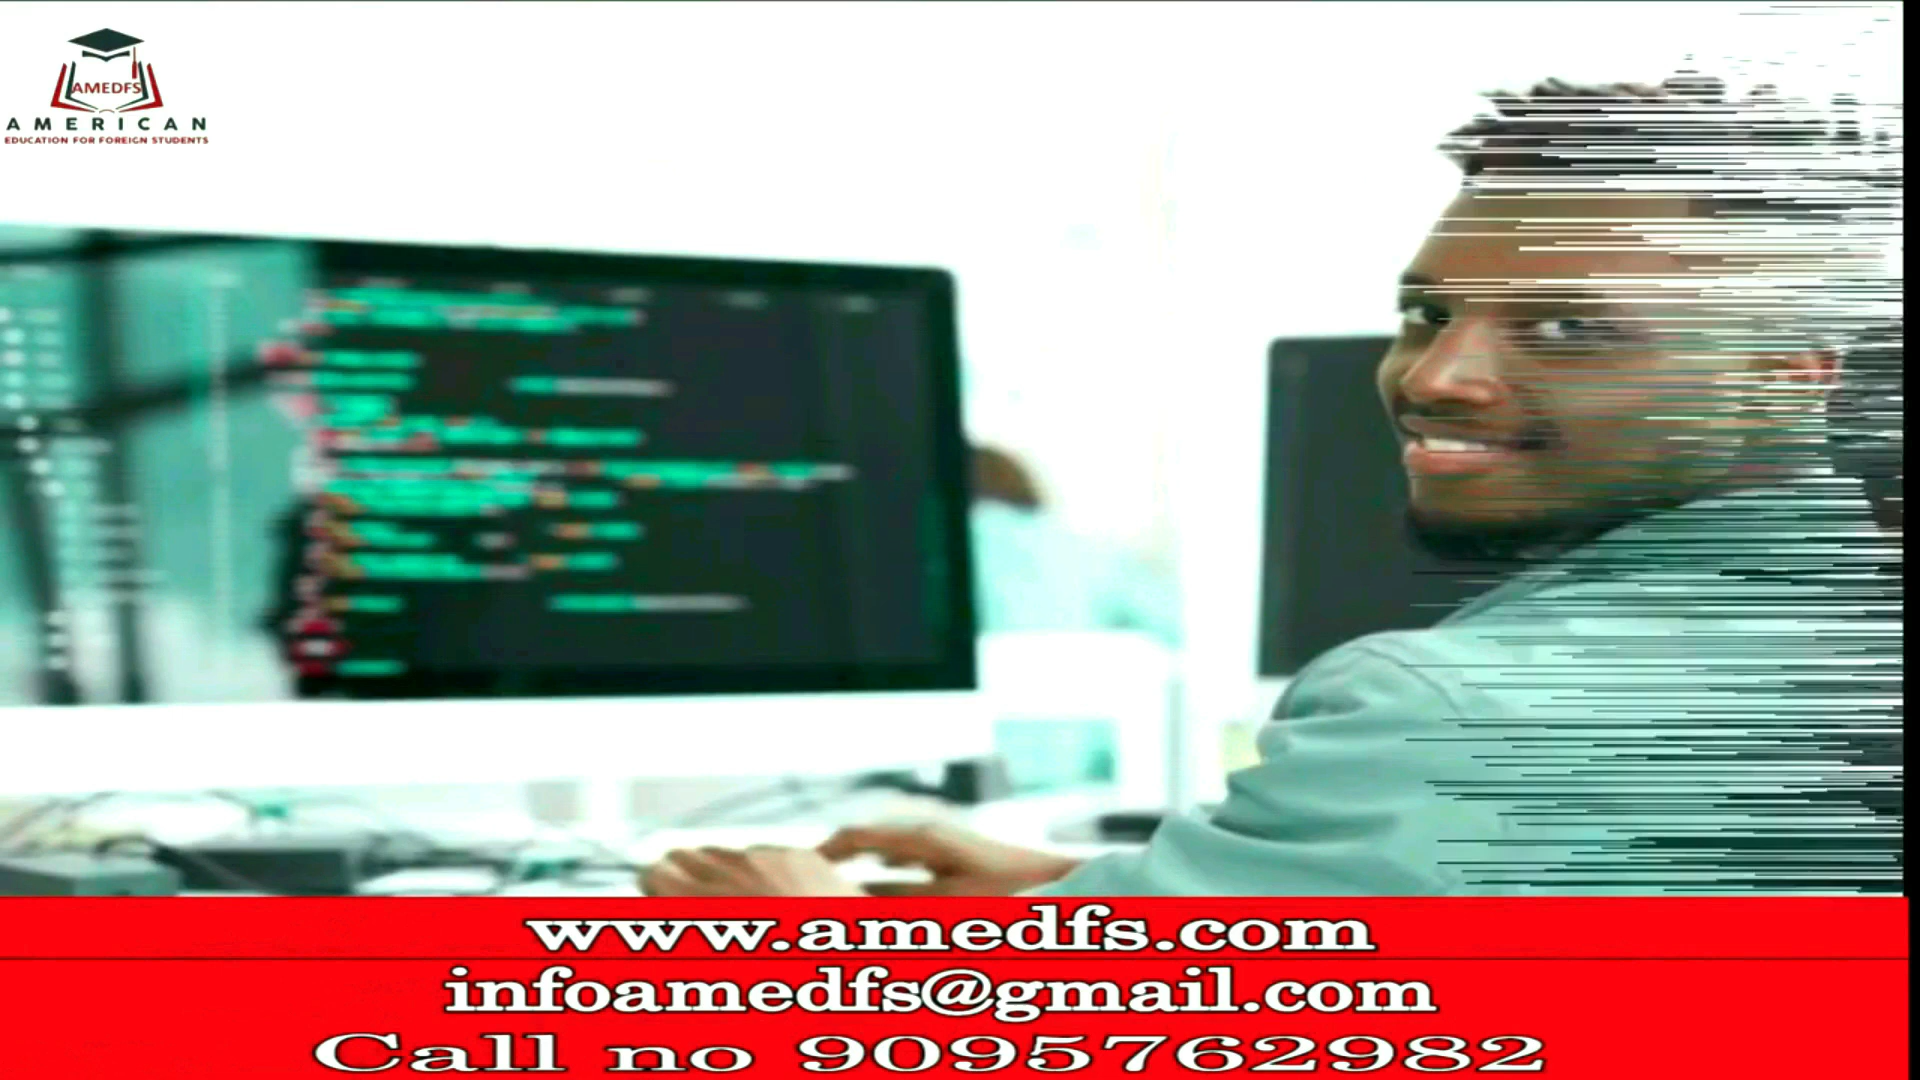 AMEDFS
AMERICAN
EDUCATION FOR FOREIGN STUDENTS
www.amedfs.com
infoamedfs@gmail.com
Call no 9095762982